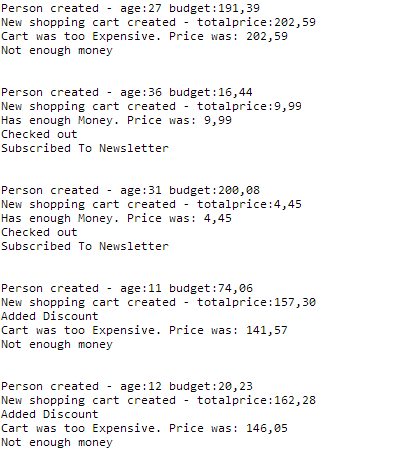 Person created - age:27 budget:191,39
New shopping cart created - totalprice:202,59
Cart was too Expensive. Price was: 202,59
Not enough money
Person created - age:36 budget:16,44
New shopping cart created - totalprice:9,99
Has enough Money. Price was: 9,99
Checked out
Subscribed To Newsletter
Person created - age:31 budget:200,08
New shopping cart created - totalprice:4,45
Has enough Money. Price was: 4,45
Checked out
Subscribed To Newsletter
Person created - age:11 budget:74,06
New shopping cart created - totalprice:157,30
Added Discount
Cart was too Expensive. Price was: 141,57
Not enough money
Person created - age:12 budget:20,23
New shopping cart created - totalprice:162,28
Added Discount
Cart was too Expensive. Price was: 146,05
Not enough money